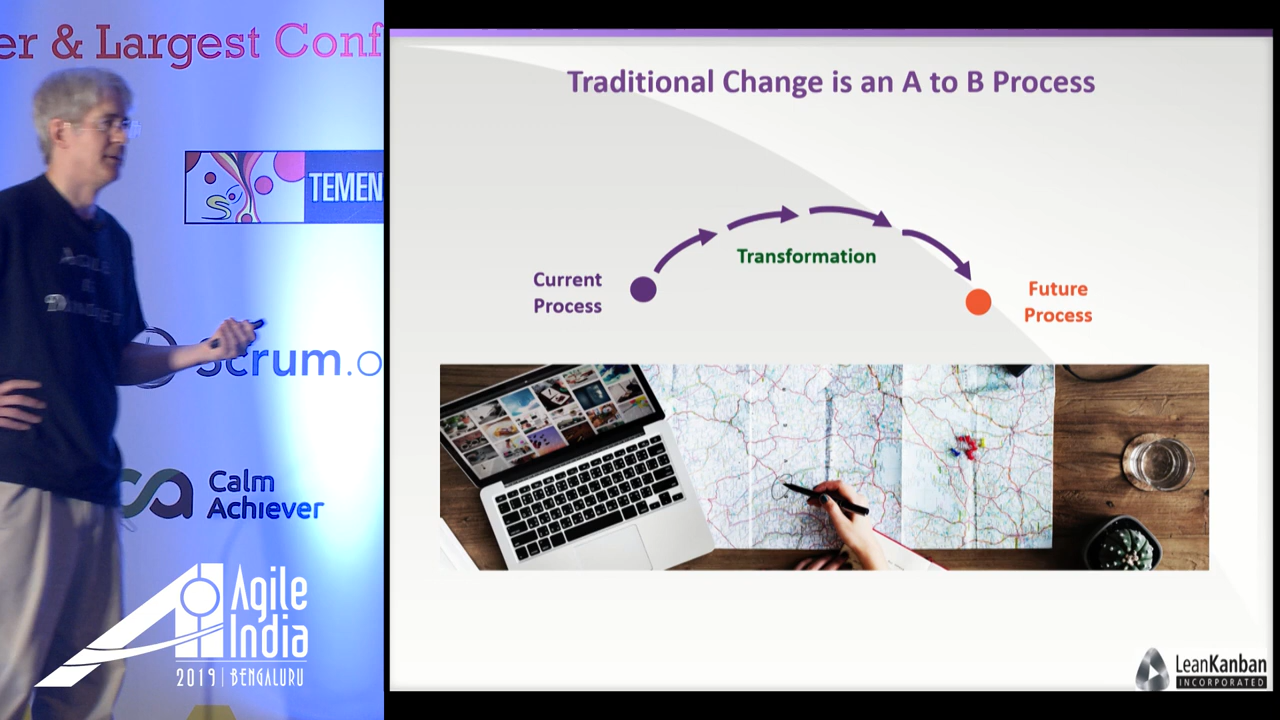 er & Largest Conf
TEMEN
Scrum.o
Calm
Achiever
Agile
India
2019 | BENGALURU
Traditional Change is an A to B Process
Transformation
Current
Process
Future
Process
LeanKanban
INCORPORATED